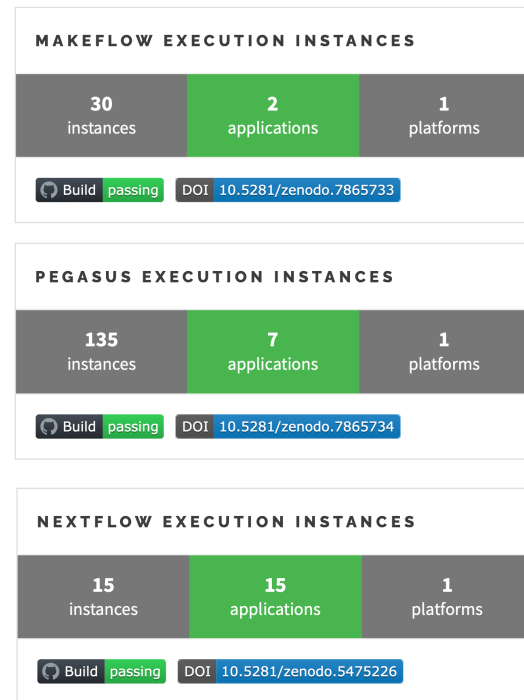 MAKEFLOW EXECUTION INSTANCES
30 2 1
instances applications platforms
Build passing DOI 10.5281/zenodo.7865733
PEGASUS EXECUTION INSTANCES
135 7 1
instances applications platforms
Build passing DOI 10.5281/zenodo.7865734
NEXTFLOW EXECUTION INSTANCES
15 15 1
instances applications platforms
Build passing DOI 10.5281/zenodo.5475226